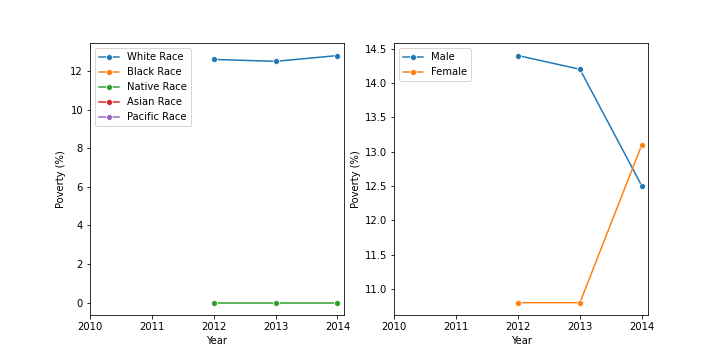 White Race
Black Race
Native Race
Asian Race
Pacific Race
12
10
8
6
4
2
0
Poverty (%)
2010 2011 2012 2013 2014
Year
Male
Female
14.5
14.0
13.5
13.0
12.5
12.0
11.5
11.0
Poverty (%)
2010 2011 2012 2013 2014
Year